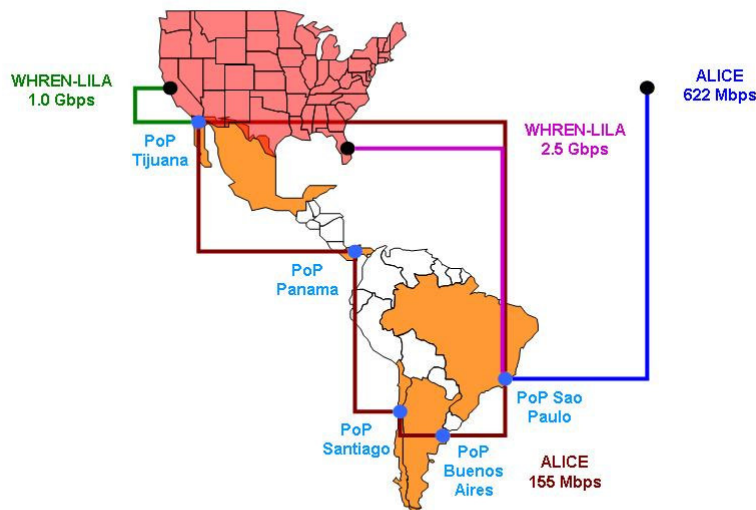 WHREN-LILA
1.0 Gbps
ALICE
622 Mbps
PoP
Tijuana
WHREN-LILA
2.5 Gbps
PoP
Panama
PoP Sao
Paulo
PoP
Santiago
PoP
Buenos
Aires
ALICE
155 Mbps